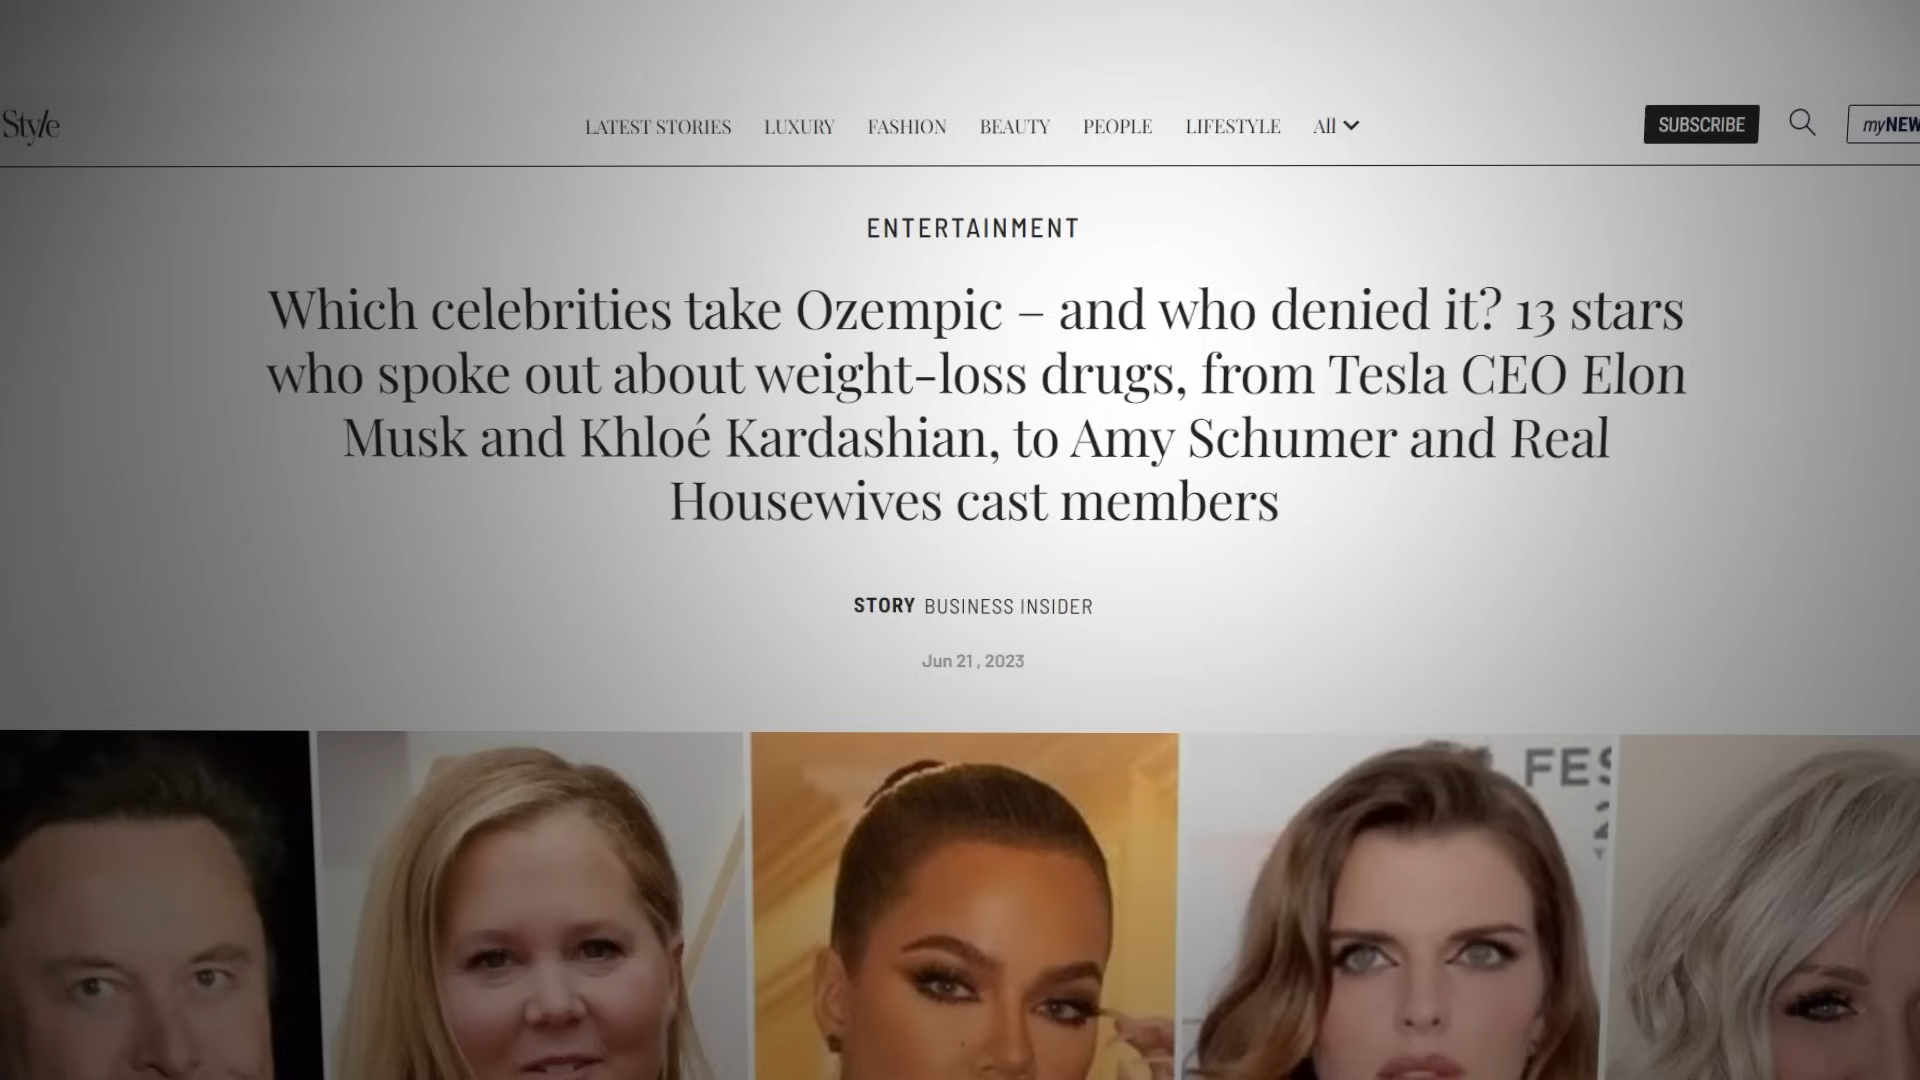 Style
LATEST STORIES LUXURY FASHION BEAUTY PEOPLE LIFESTYLE All
SUBSCRIBE
myNEW
ENTERTAINMENT
Which celebrities take Ozempic – and who denied it? 13 stars
who spoke out about weight-loss drugs, from Tesla CEO Elon
Musk and Khloé Kardashian, to Amy Schumer and Real
Housewives cast members
STORY BUSINESS INSIDER
Jun 21, 2023
FES